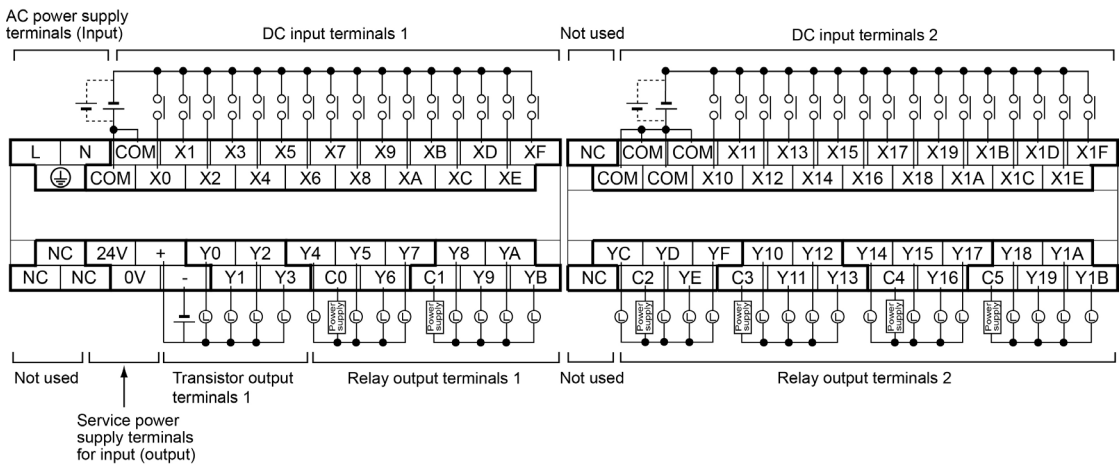 AC power supply
terminals (Input)
DC input terminals 1
Not used
DC input terminals 2
L N COM X1 X3 X5 X7 X9 XB XD XF
COM X0 X2 X4 X6 X8 XA XC XE
NC COM COM X11 X13 X15 X17 X19 X1B X1D X1F
COM COM X10 X12 X14 X16 X18 X1A X1C X1E
NC 24V + Y0 Y2 Y4 Y5 Y7 Y8 YA
NC NC 0V - Y1 Y3 C0 Y6 C1 Y9 YB
YC YD YF Y10 Y12 Y14 Y15 Y17 Y18 Y1A
NC C2 YE C3 Y11 Y13 C4 Y16 C5 Y19 Y1B
L L L L L
Power
supply
L L L
Power
supply
L L L
L
Power
supply
L L
Power
supply
L L L
L L
Power
supply
L L
Power
supply
L L L
Not used
Transistor output
terminals 1
Relay output terminals 1
Not used
Relay output terminals 2
Service power
supply terminals
for input (output)